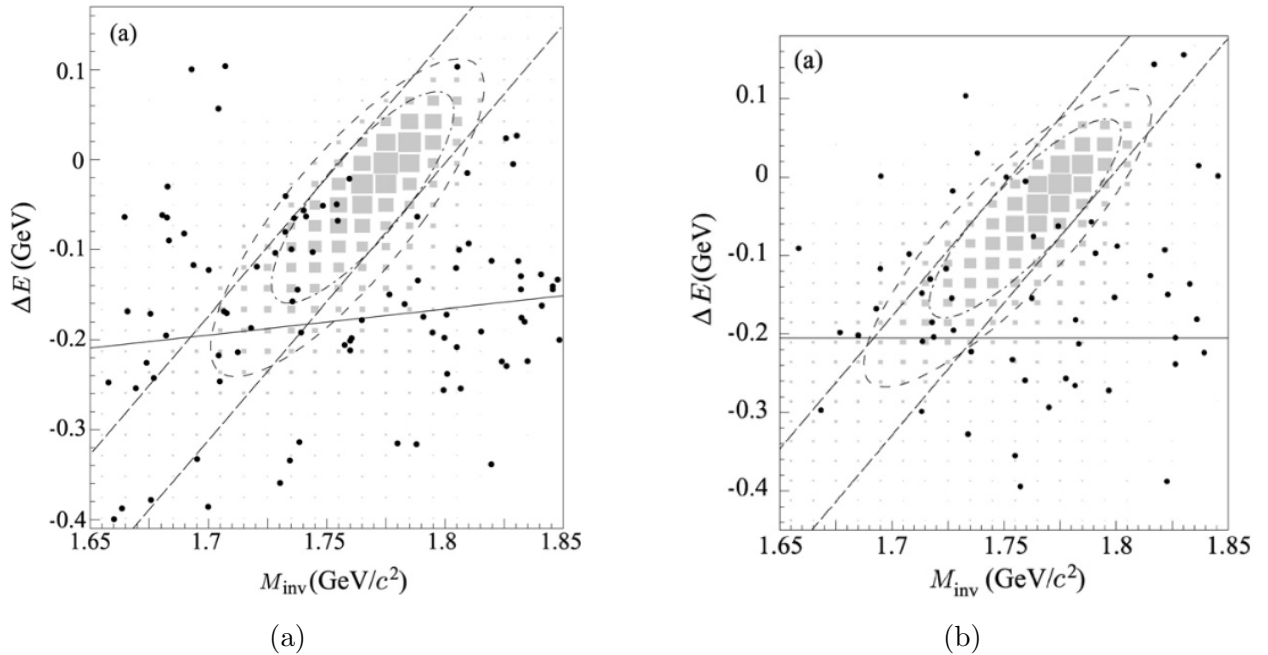 (a)
0.1
0
-0.1
-0.2
-0.3
-0.4
ΔE (GeV)
1.65
1.7
1.75
1.8
1.85
M_inv(GeV/c²)
(a)
(a)
0.1
0
-0.1
-0.2
-0.3
-0.4
ΔE(GeV)
1.65
1.7
1.75
1.8
1.85
M_inv (GeV/c²)
(b)